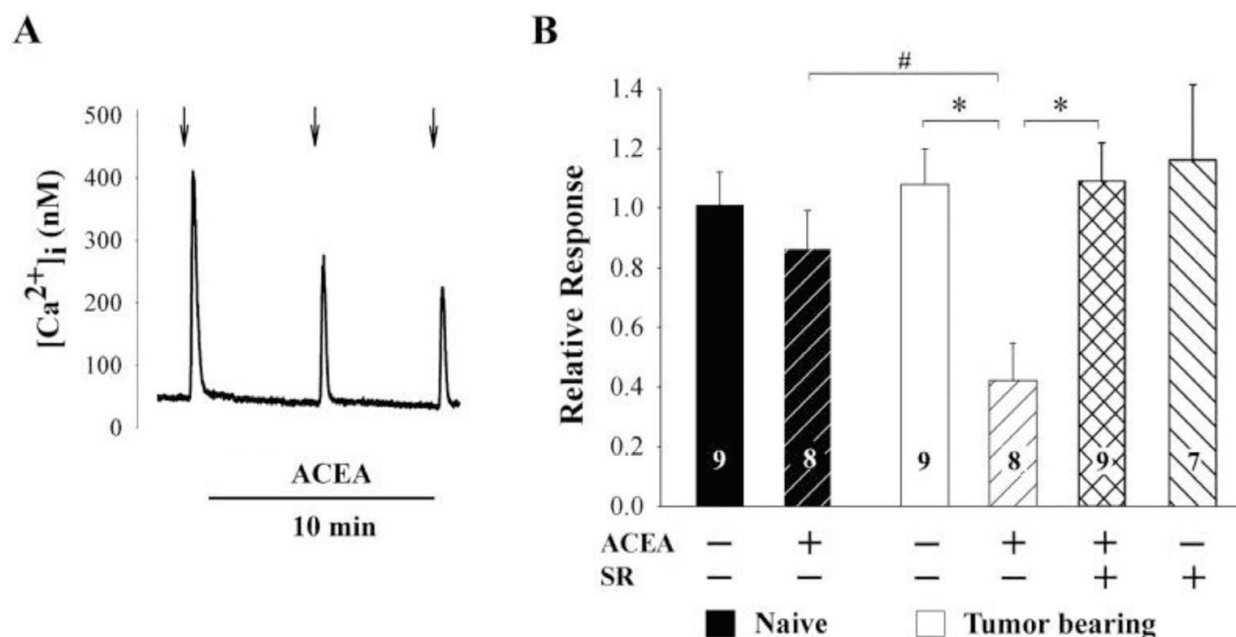 A
[Ca2+]i (nM)
500
400
300
200
100
0
ACEA
10 min
B
Relative Response
1.4
1.2
1.0
0.8
0.6
0.4
0.2
0.0
#
* *
9 8 9 8 9 7
ACEA − + − + + −
SR − − − − + +
Naive Tumor bearing